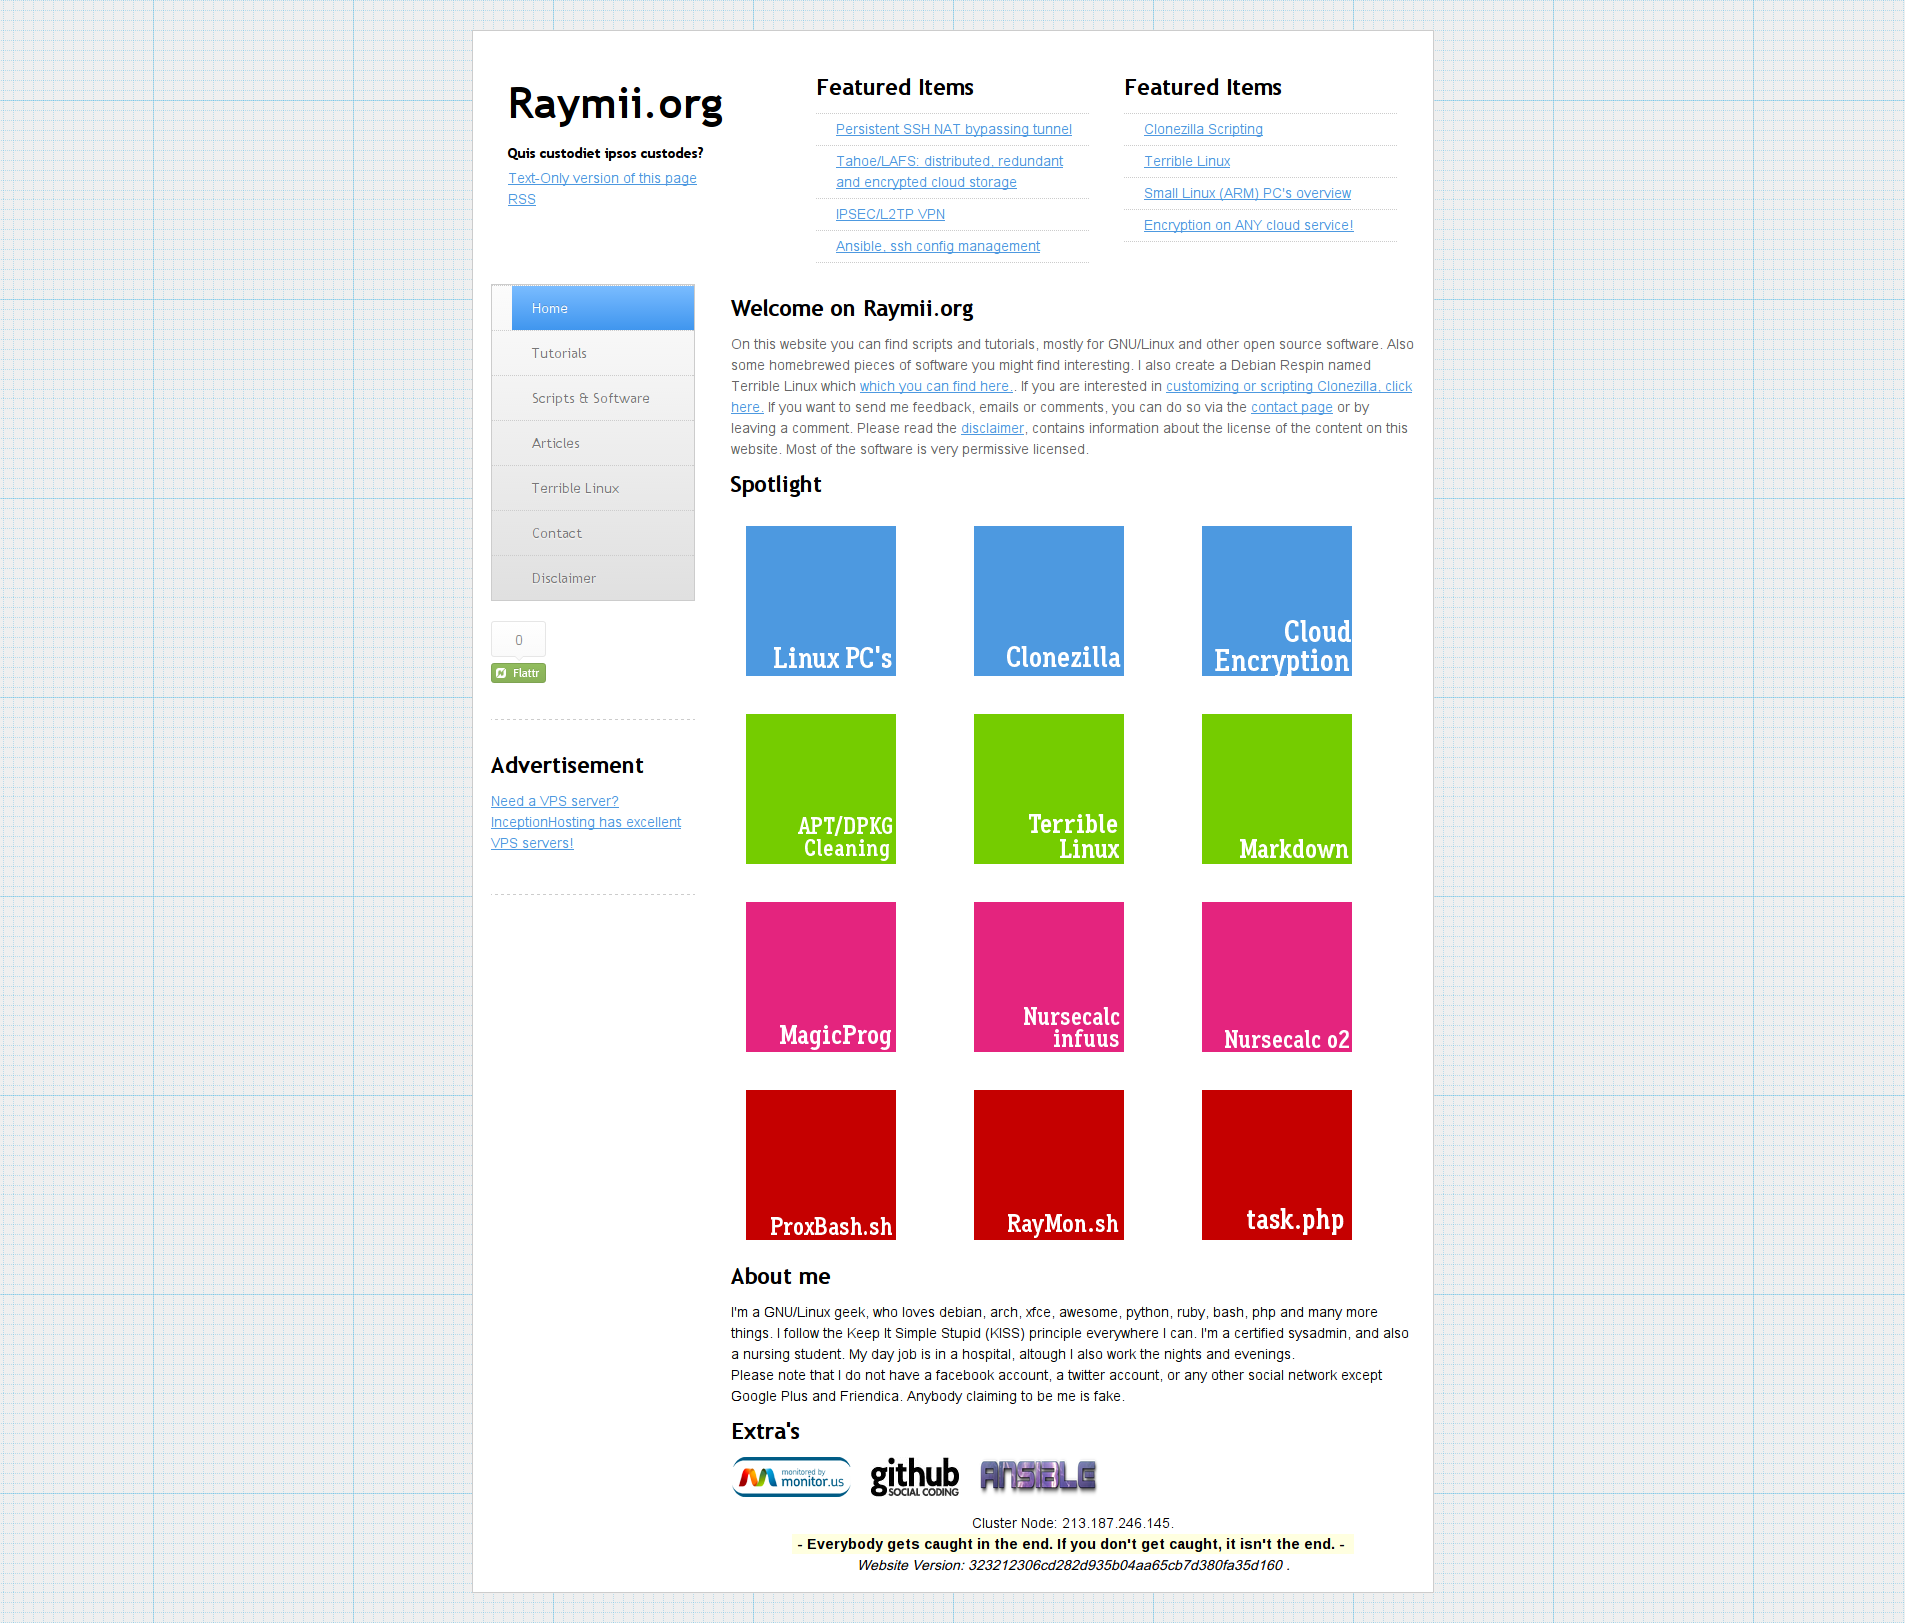 Raymii.org
Quis custodiet ipsos custodes?
Text-Only version of this page
RSS
Featured Items
Persistent SSH NAT bypassing tunnel
Tahoe/LAFS: distributed, redundant
and encrypted cloud storage
IPSEC/L2TP VPN
Ansible, ssh config management
Featured Items
Clonezilla Scripting
Terrible Linux
Small Linux (ARM) PC's overview
Encryption on ANY cloud service!
Home
Tutorials
Scripts & Software
Articles
Terrible Linux
Contact
Disclaimer
0
Flattr
Advertisement
Need a VPS server?
InceptionHosting has excellent
VPS servers!
Welcome on Raymii.org
On this website you can find scripts and tutorials, mostly for GNU/Linux and other open source software. Also
some homebrewed pieces of software you might find interesting. I also create a Debian Respin named
Terrible Linux which which you can find here.. If you are interested in customizing or scripting Clonezilla, click
here. If you want to send me feedback, emails or comments, you can do so via the contact page or by
leaving a comment. Please read the disclaimer, contains information about the license of the content on this
website. Most of the software is very permissive licensed.
Spotlight
Linux PC's
Clonezilla
Cloud
Encryption
APT/DPKG
Cleaning
Terrible
Linux
Markdown
MagicProg
Nursecalc
infuus
Nursecalc o2
ProxBash.sh
RayMon.sh
task.php
About me
I'm a GNU/Linux geek, who loves debian, arch, xfce, awesome, python, ruby, bash, php and many more
things. I follow the Keep It Simple Stupid (KISS) principle everywhere I can. I'm a certified sysadmin, and also
a nursing student. My day job is in a hospital, altough I also work the nights and evenings.
Please note that I do not have a facebook account, a twitter account, or any other social network except
Google Plus and Friendica. Anybody claiming to be me is fake.
Extra's
monitored by
monitor.us
github
SOCIAL CODING
ANSIBLE
Cluster Node: 213.187.246.145.
- Everybody gets caught in the end. If you don't get caught, it isn't the end. -
Website Version: 323212306cd282d935b04aa65cb7d380fa35d160 .